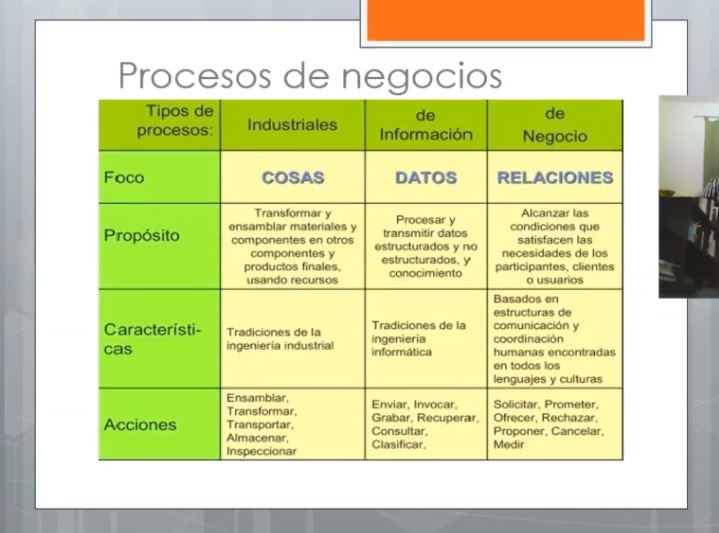 Procesos de negocios
Tipos de
procesos:
Industriales
de
Información
de
Negocio
Foco
COSAS
DATOS
RELACIONES
Propósito
Transformar y
ensamblar materiales y
componentes en otros
componentes y
productos finales,
usando recursos
Procesar y
transmitir datos
estructurados y no
estructurados, y
conocimiento
Alcanzar las
condiciones que
satisfacen las
necesidades de los
participantes, clientes
o usuarios
Característi-
cas
Tradiciones de la
ingeniería industrial
Tradiciones de la
ingeniería
informática
Basados en
estructuras de
comunicación y
coordinación
humanas encontradas
en todos los
lenguajes y culturas
Acciones
Ensamblar,
Transformar,
Transportar,
Almacenar,
Inspeccionar
Enviar, Invocar,
Grabar, Recuperar,
Consultar,
Clasificar,
Solicitar, Prometer,
Ofrecer, Rechazar,
Proponer, Cancelar,
Medir